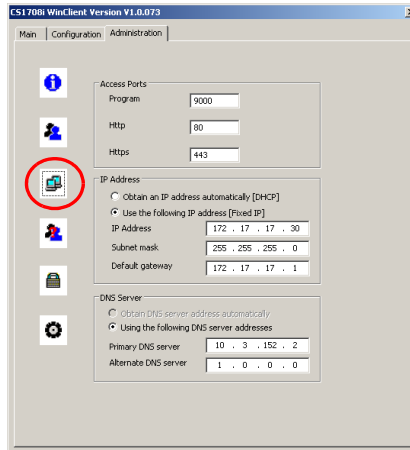 CS1708i WinClient Version V1.0.073
Main Configuration Administration
Access Ports
Program 9000
Http 80
Https 443
IP Address
Obtain an IP address automatically [DHCP]
Use the following IP address [Fixed IP]
IP Address 172 . 17 . 17 . 30
Subnet mask 255 . 255 . 255 . 0
Default gateway 172 . 17 . 17 . 1
DNS Server
Obtain DNS server address automatically
Using the following DNS server addresses
Primary DNS server 10 . 3 . 152 . 2
Alternate DNS server 1 . 0 . 0 . 0